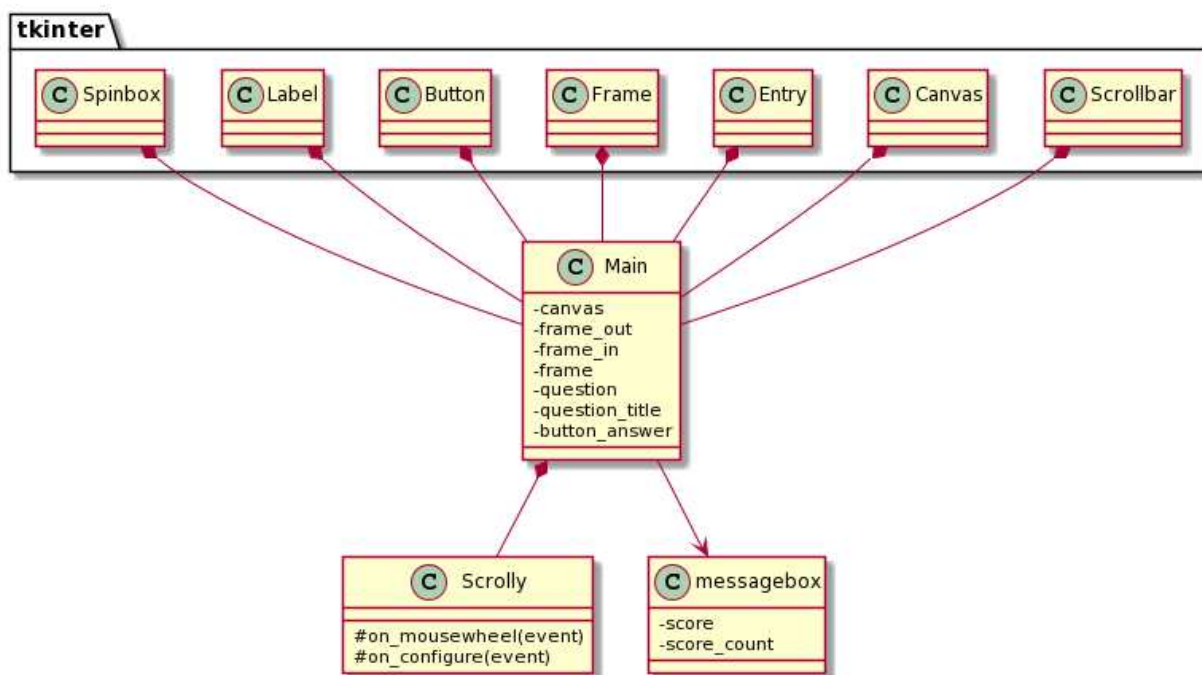 tkinter
C Spinbox
C Label
C Button
C Frame
C Entry
C Canvas
C Scrollbar
C Main
-canvas
-frame_out
-frame_in
-frame
-question
-question_title
-button_answer
C Scrolly
#on_mousewheel(event)
#on_configure(event)
C messagebox
-score
-score_count